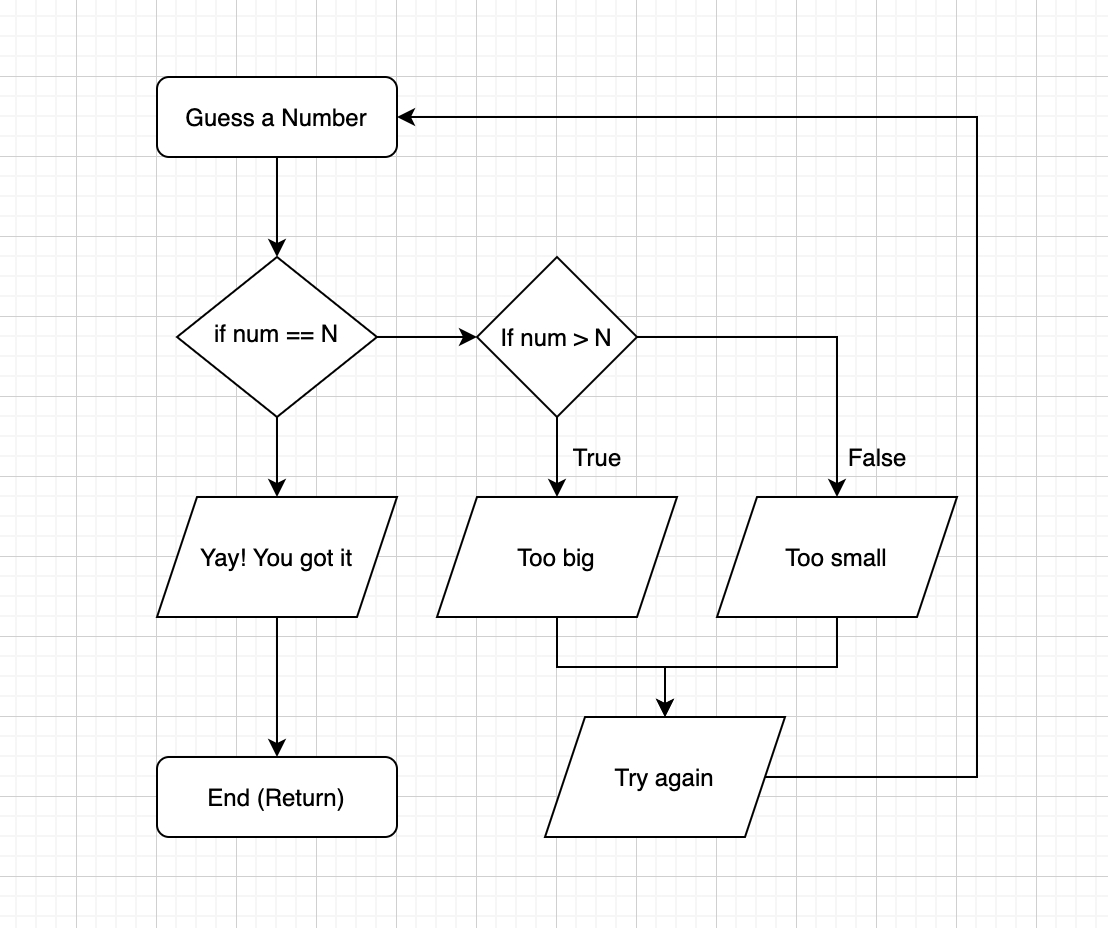 Guess a Number
if num == N
If num > N
True
False
Yay! You got it
Too big
Too small
Try again
End (Return)